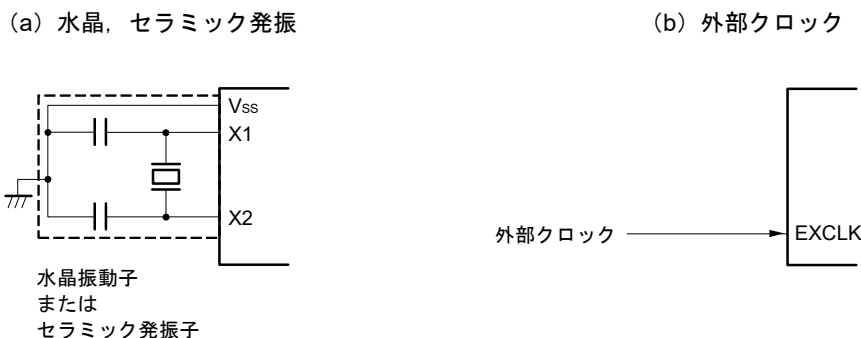 (a) 水晶，セラミック発振
(b) 外部クロック
Vss
X1
X2
水晶振動子
または
セラミック発振子
外部クロック
EXCLK